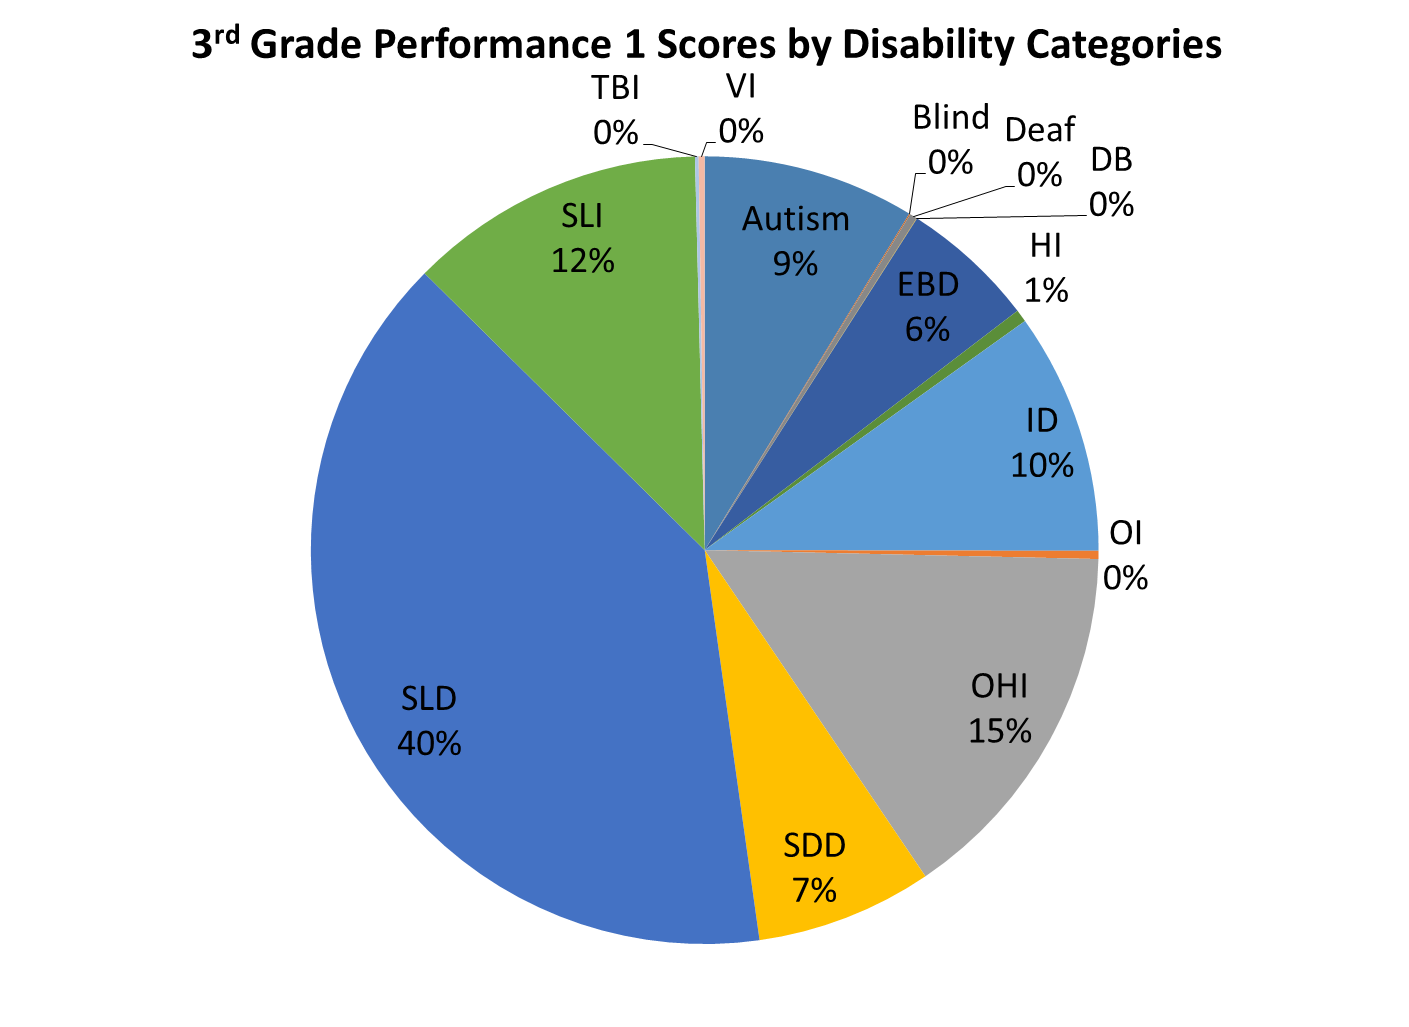 3rd Grade Performance 1 Scores by Disability Categories
TBI
0%
VI
0%
Blind
0%
Deaf
0%
DB
0%
HI
1%
SLI
12%
Autism
9%
EBD
6%
ID
10%
OI
0%
OHI
15%
SLD
40%
SDD
7%